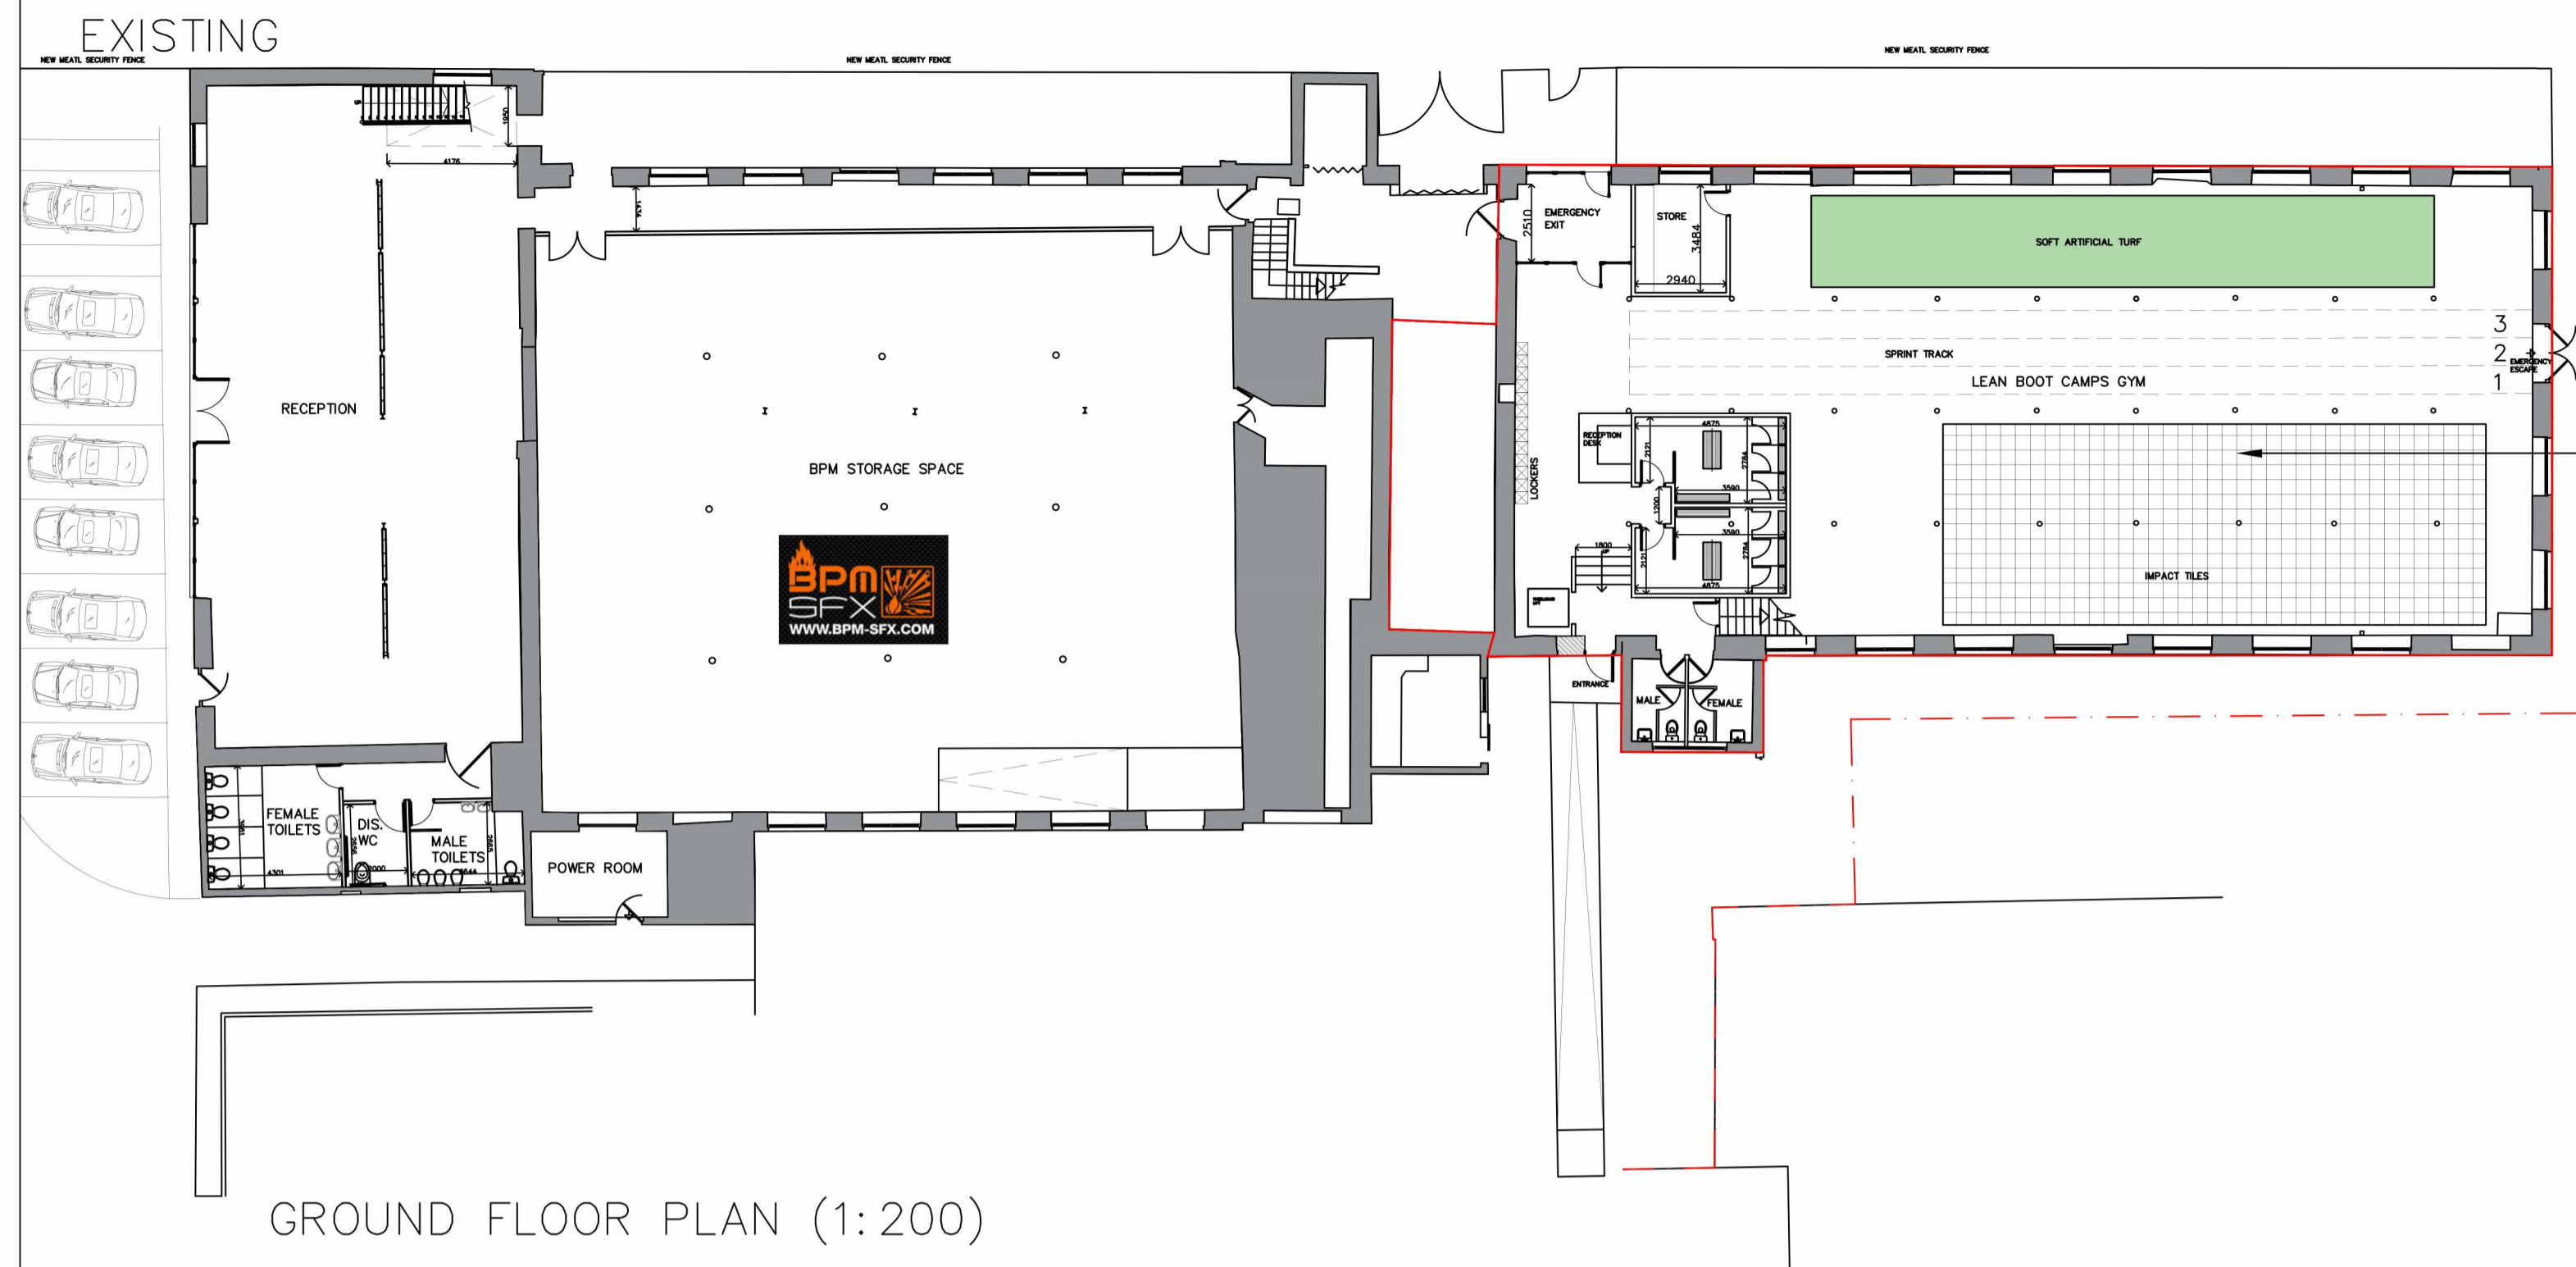 EXISTING
NEW MEATL SECURITY FENCE
NEW MEATL SECURITY FENCE
NEW MEATL SECURITY FENCE
UP
1950
4176
1474
RECEPTION
BPM STORAGE SPACE
BPM
SFX
WWW.BPM-SFX.COM
FEMALE
TOILETS
4301
DIS.
WC
MALE
TOILETS
POWER ROOM
EMERGENCY
EXIT
2510
STORE
3484
2940
SOFT ARTIFICIAL TURF
3
2
1
SPRINT TRACK
LEAN BOOT CAMPS GYM
EMERGENCY
ESCAPE
RECEPTION
DESK
LOCKERS
4875
2121
2784
3590
1200
3590
2784
2121
4875
1800
UP
IMPACT TILES
ENTRANCE
MALE
FEMALE
GROUND FLOOR PLAN (1:200)